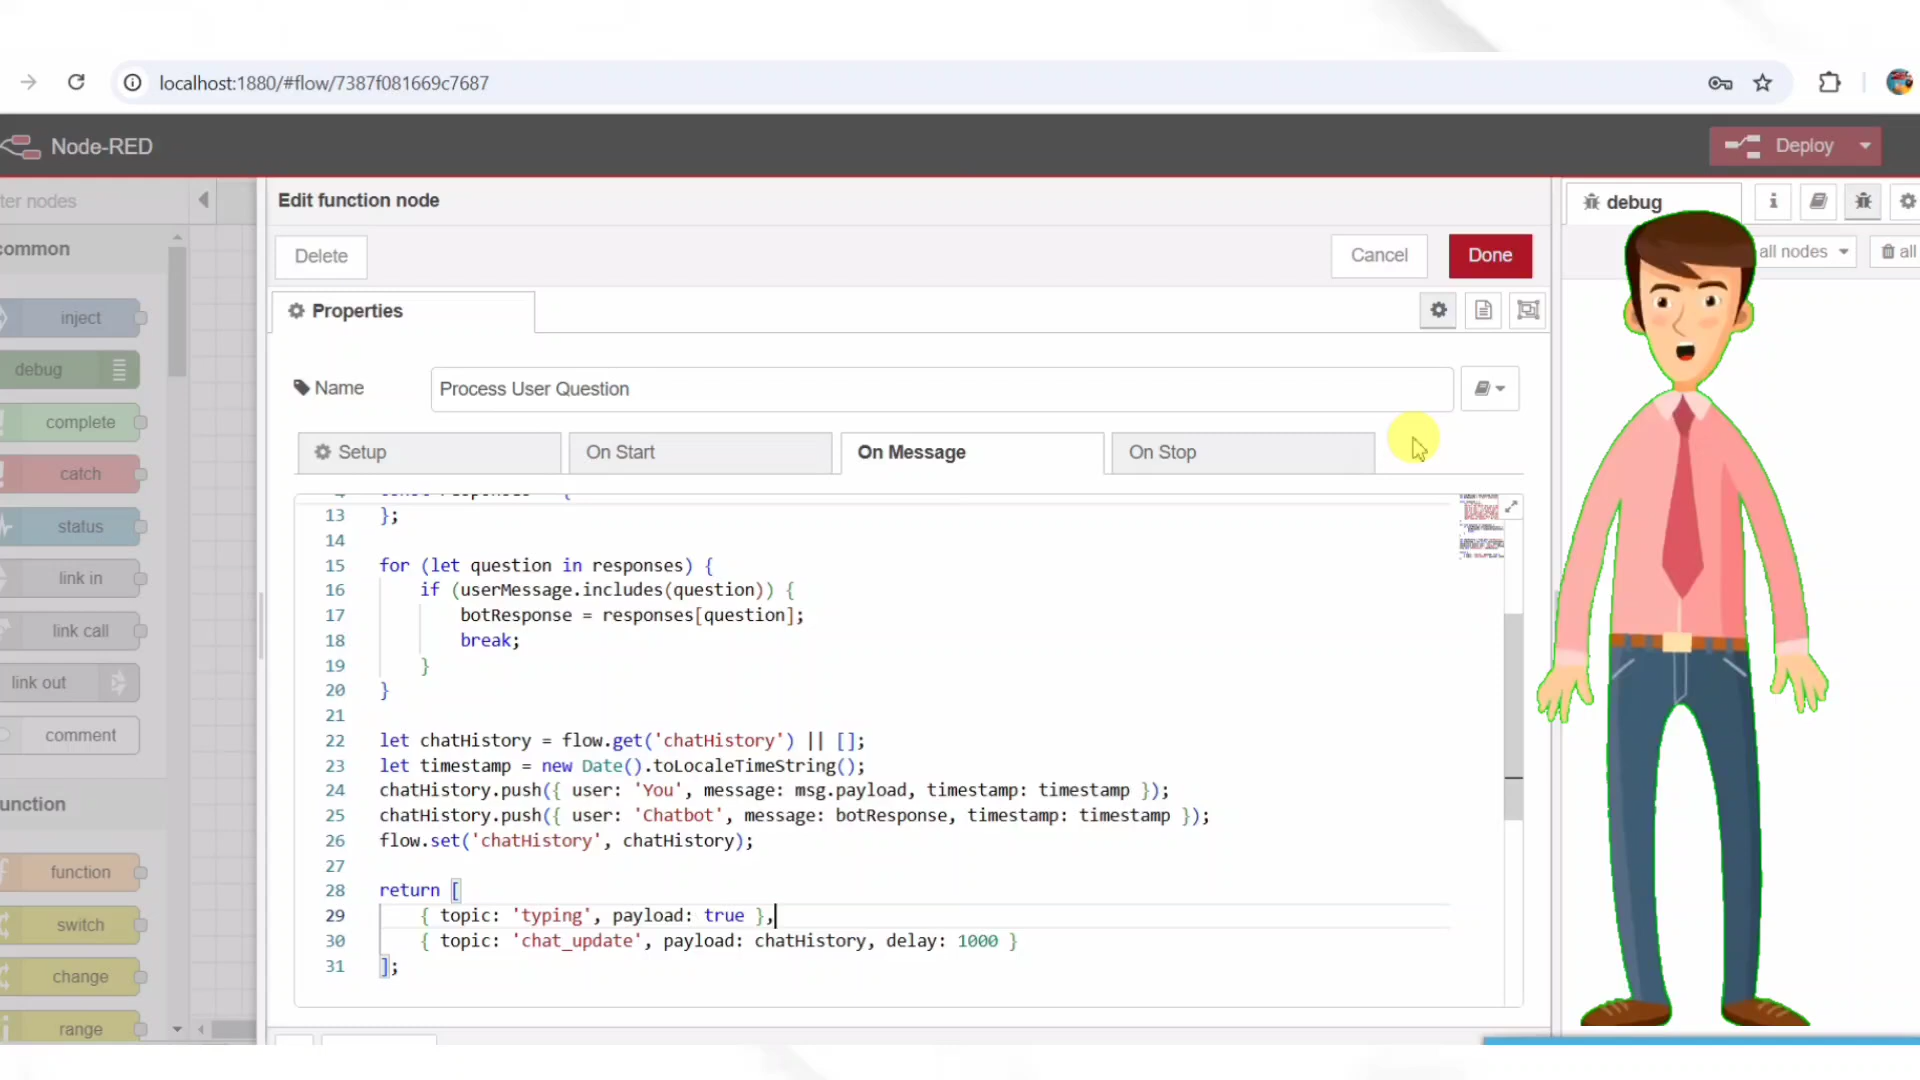 localhost:1880/#flow/7387f081669c7687
Node-RED
Deploy
ter nodes
common
inject
debug
complete
catch
status
link in
link call
link out
comment
unction
function
switch
change
range
Edit function node
Delete
Cancel
Done
Properties
Name
Process User Question
Setup
On Start
On Message
On Stop
13 };
14
15 for (let question in responses) {
16 if (userMessage.includes(question)) {
17 botResponse = responses[question];
18 break;
19 }
20 }
21
22 let chatHistory = flow.get('chatHistory') || [];
23 let timestamp = new Date().toLocaleTimeString();
24 chatHistory.push({ user: 'You', message: msg.payload, timestamp: timestamp });
25 chatHistory.push({ user: 'Chatbot', message: botResponse, timestamp: timestamp });
26 flow.set('chatHistory', chatHistory);
27
28 return [
29 { topic: 'typing', payload: true },
30 { topic: 'chat_update', payload: chatHistory, delay: 1000 }
31 ];
debug
all nodes
all